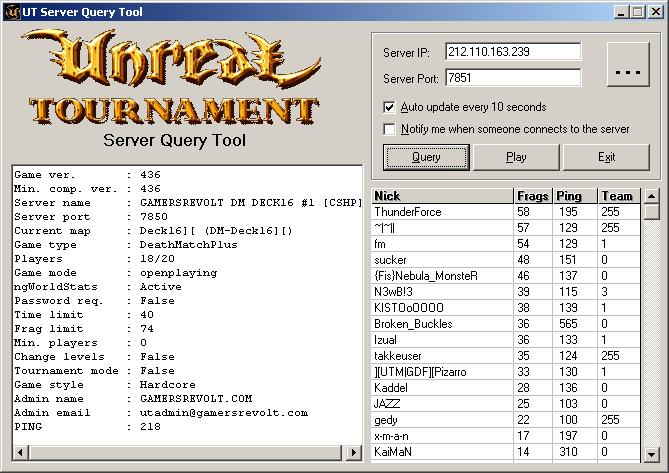 UT Server Query Tool
Unreal
TOURNAMENT
Server Query Tool
Server IP: 212.110.163.239
Server Port: 7851
...
Auto update every 10 seconds
Notify me when someone connects to the server
Query Play Exit
Game ver. : 436
Min. comp. ver. : 436
Server name : GAMERSREVOLT DM DECK16 #1 [CSHP]
Server port : 7850
Current map : Deck16][ (DM-Deck16][)
Game type : DeathMatchPlus
Players : 18/20
Game mode : openplaying
ngWorldStats : Active
Password req. : False
Time limit : 40
Frag limit : 74
Min. players : 0
Change levels : False
Tournament mode : False
Game style : Hardcore
Admin name : GAMERSREVOLT.COM
Admin email : utadmin@gamersrevolt.com
PING : 218
Nick Frags Ping Team
ThunderForce 58 195 255
~|~|| 57 129 255
fm 54 129 1
sucker 48 151 0
{Fis}Nebula_MonsteR 46 137 0
N3wB!3 39 115 3
KISTOoOOOO 38 139 1
Broken_Buckles 36 565 0
Izual 36 133 1
takkeuser 35 124 255
][UTM|GDF][Pizarro 33 130 1
Kaddel 28 136 0
JAZZ 25 103 0
gedy 22 100 255
x-m-a-n 17 197 0
KaiMaN 14 310 0